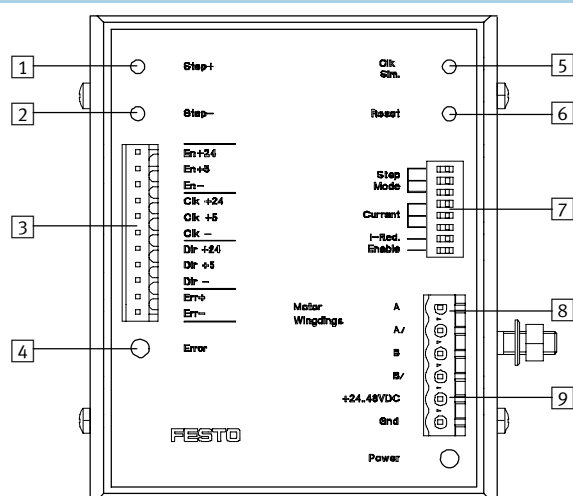 1 Step+ Clk Sim. 5
2 Step- Reset 6
En+24
En+5
En-
Clk +24
Clk +5
Clk -
Dir +24
Dir +5
Dir -
Err+
Err-
3
4 Error
FESTO
Step Mode
Current
I-Red.
Enable
7
Motor
Wingdings
A 8
A/
B
B/
+24..48VDC 9
Gnd
Power